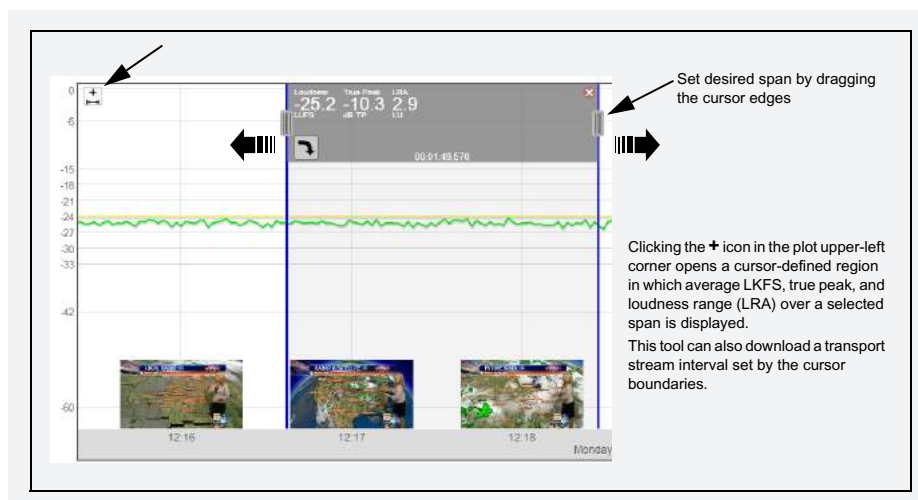 0
-5
-15
-18
-21
-24
-27
-30
-33
-42
-60
Loudness True Peak LRA
-25.2 -10.3 2.9
LUFS dB TP LU
00:01:49.570
LOCAL RADAR
12:16
12:17
12:18
Monday
Set desired span by dragging
the cursor edges
Clicking the + icon in the plot upper-left
corner opens a cursor-defined region
in which average LKFS, true peak, and
loudness range (LRA) over a selected
span is displayed.
This tool can also download a transport
stream interval set by the cursor
boundaries.